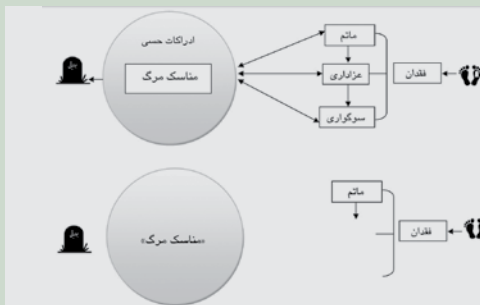 ادراکات حسی
مناسک مرگ
ماتم
عزاداری
سوگواری
فقدان
«مناسک مرگ»
ماتم
فقدان